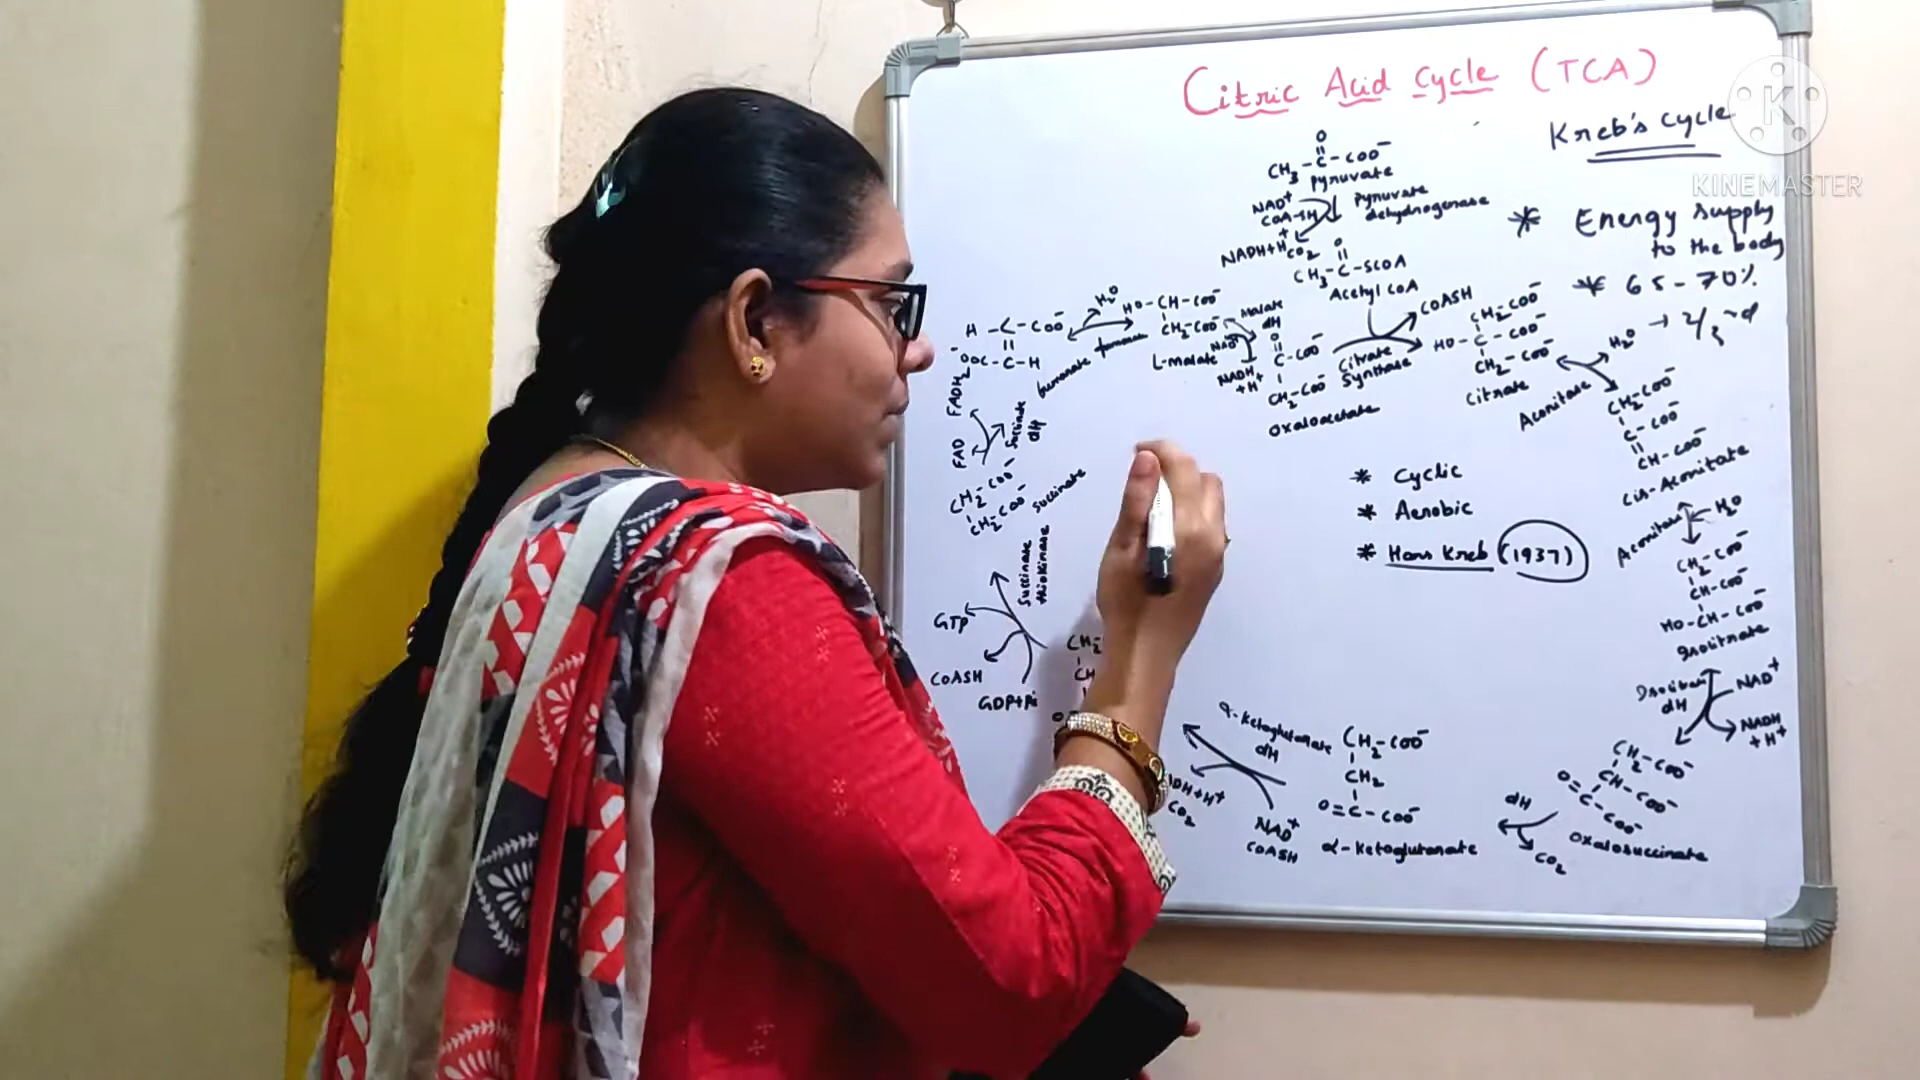 Citric Acid Cycle (TCA)
Kreb's Cycle
KINEMASTER
O
CH3-C-COO-
Pyruvate
NAD+
COA-SH
Pyruvate
dehydrogenase
NADH+H+
CO2
O
CH3-C-SCOA
Acetyl COA
* Energy supply
to the body
* 65-70%
→ 2/3rd
COASH
Citrate
Synthase
CH2-COO-
HO-C-COO-
CH2-COO-
Citrate
H2O
Aconitase
CH2-COO-
C-COO-
CH-COO-
Cis-Aconitate
Aconitase
H2O
CH2-COO-
CH-COO-
HO-CH-COO-
Isocitrate
dH
NAD+
NADH
+H+
CH2-COO-
CH-COO-
O=C-COO-
Oxalosuccinate
dH
CO2
CH2-COO-
CH2
O=C-COO-
α-Ketoglutarate
α-Ketoglutarate
dH
NAD+
COASH
CO2
GTP
COASH
GDP+Pi
Succinate
thiokinase
CH2-COO-
CH2-COO-
Succinate
FAD
FADH2
Succinate
dH
H-C-COO-
-OOC-C-H
Fumarate
H2O
HO-CH-COO-
CH2-COO-
L-malate
Malate
dH
NAD+
NADH
+H+
O
C-COO-
CH2-COO-
Oxaloacetate
* Cyclic
* Aerobic
* Hans Kreb (1937)